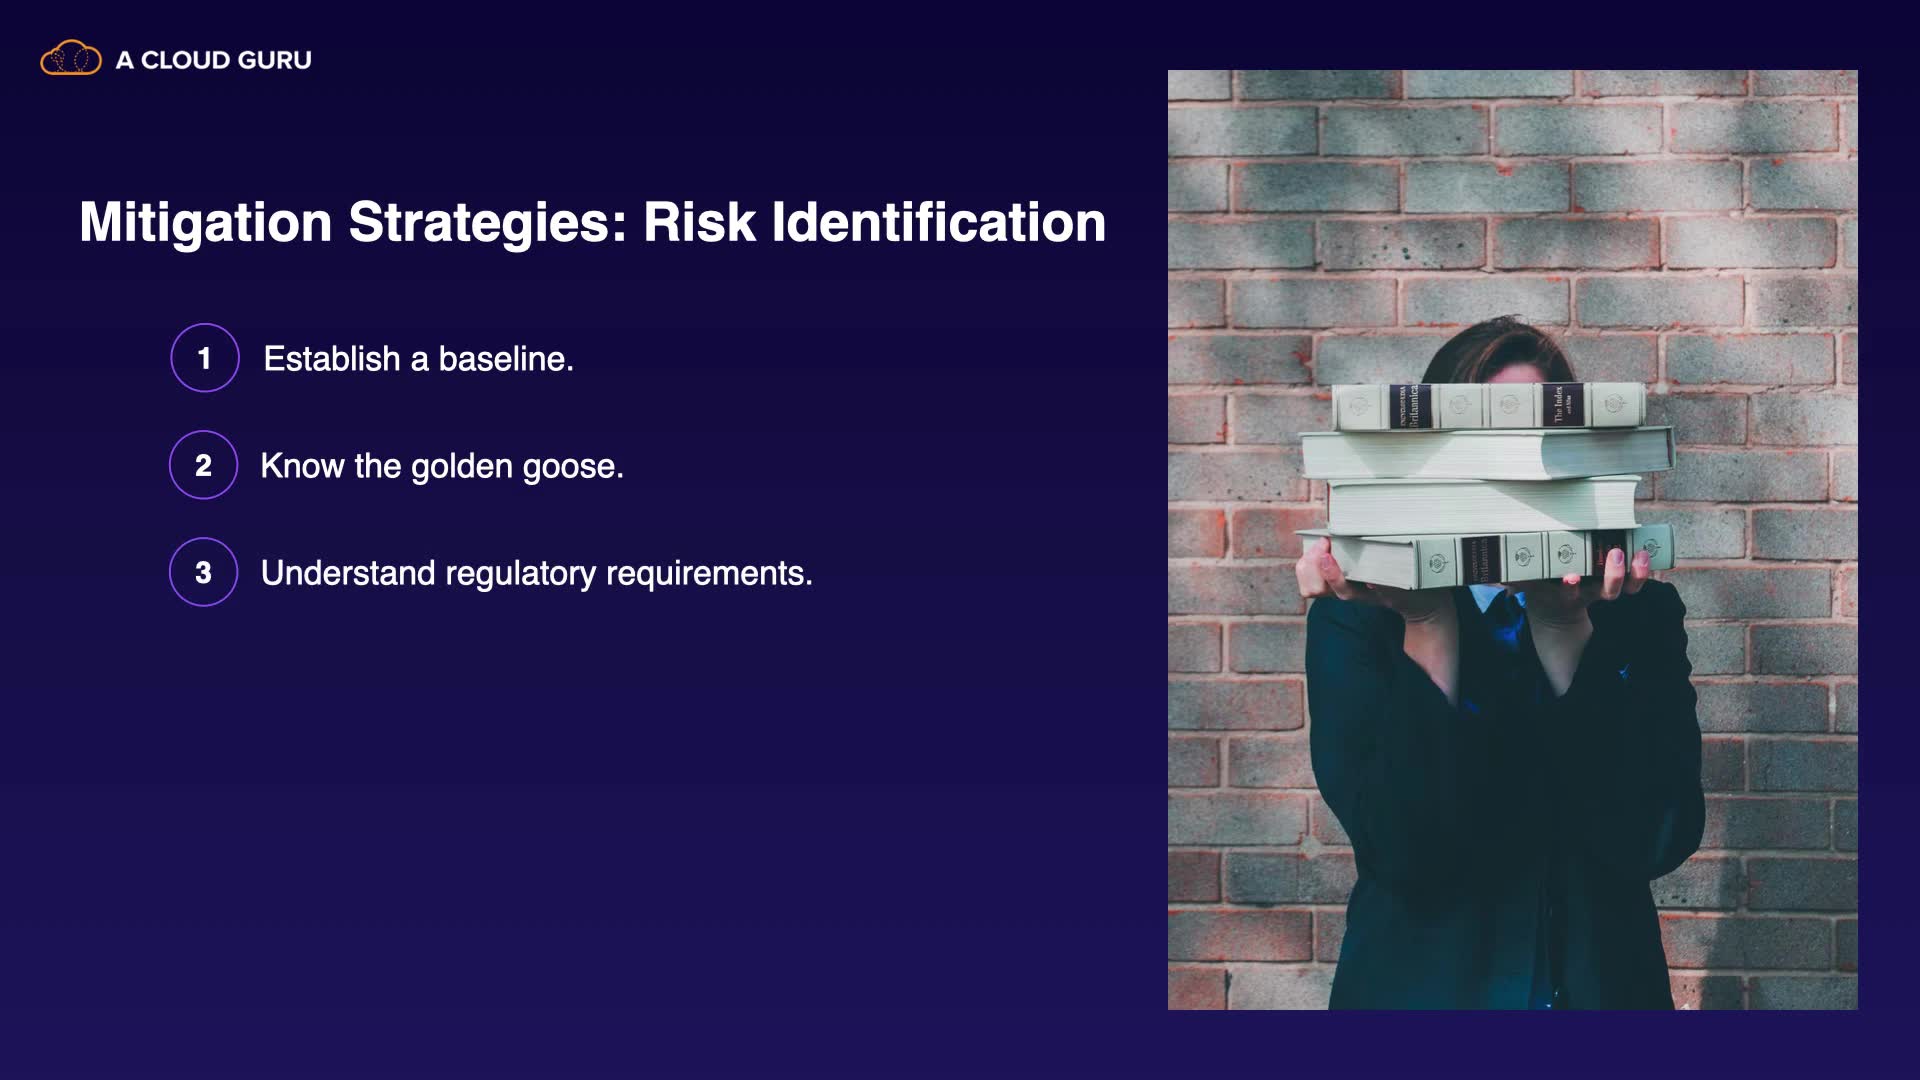 A CLOUD GURU
Mitigation Strategies: Risk Identification
1 Establish a baseline.
2 Know the golden goose.
3 Understand regulatory requirements.
Britannica
The Index
Britannica